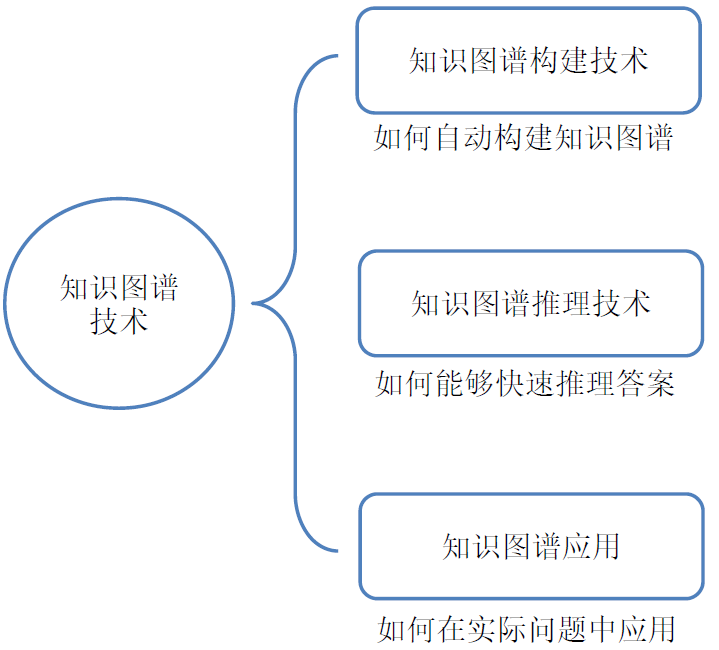 知识图谱
技术
知识图谱构建技术
如何自动构建知识图谱
知识图谱推理技术
如何能够快速推理答案
知识图谱应用
如何在实际问题中应用